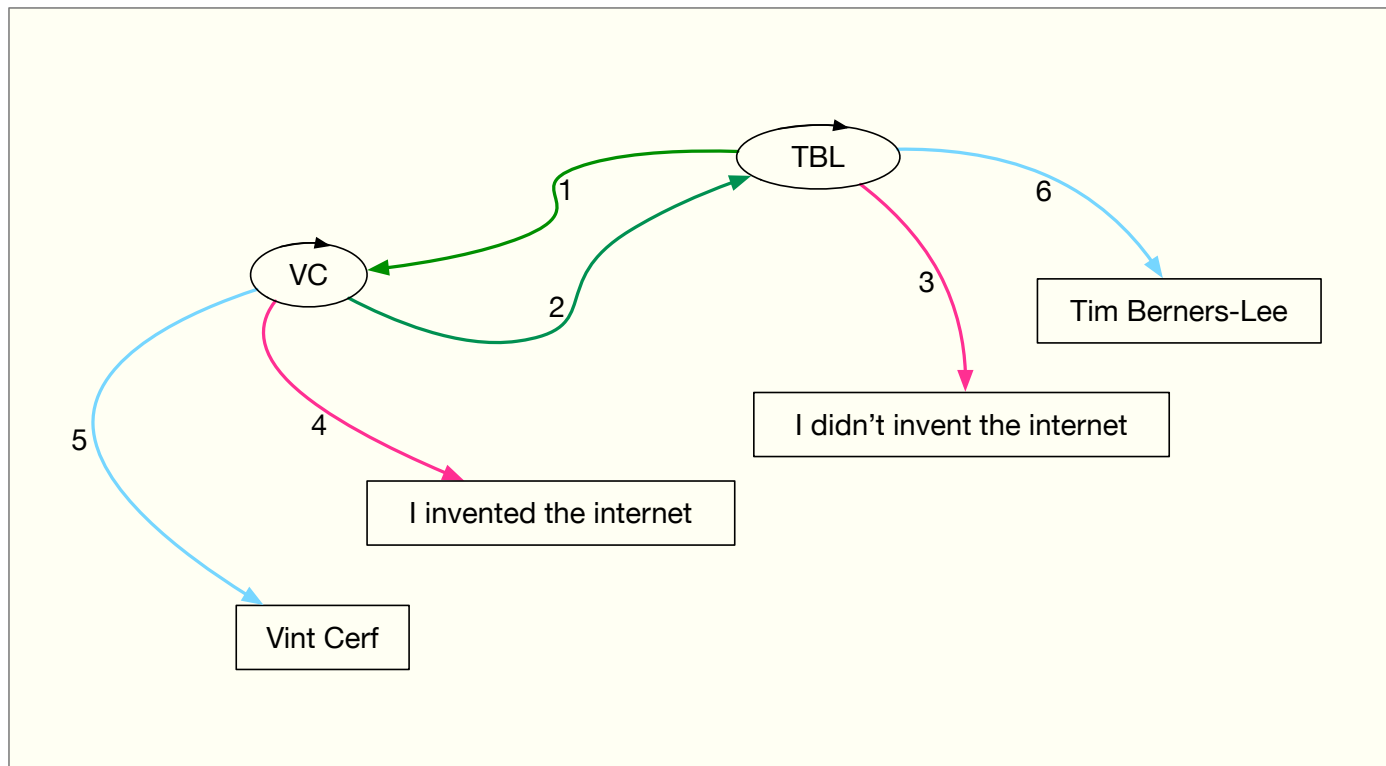 TBL
1
6
VC
3
2
Tim Berners-Lee
I didn’t invent the internet
4
5
I invented the internet
Vint Cerf